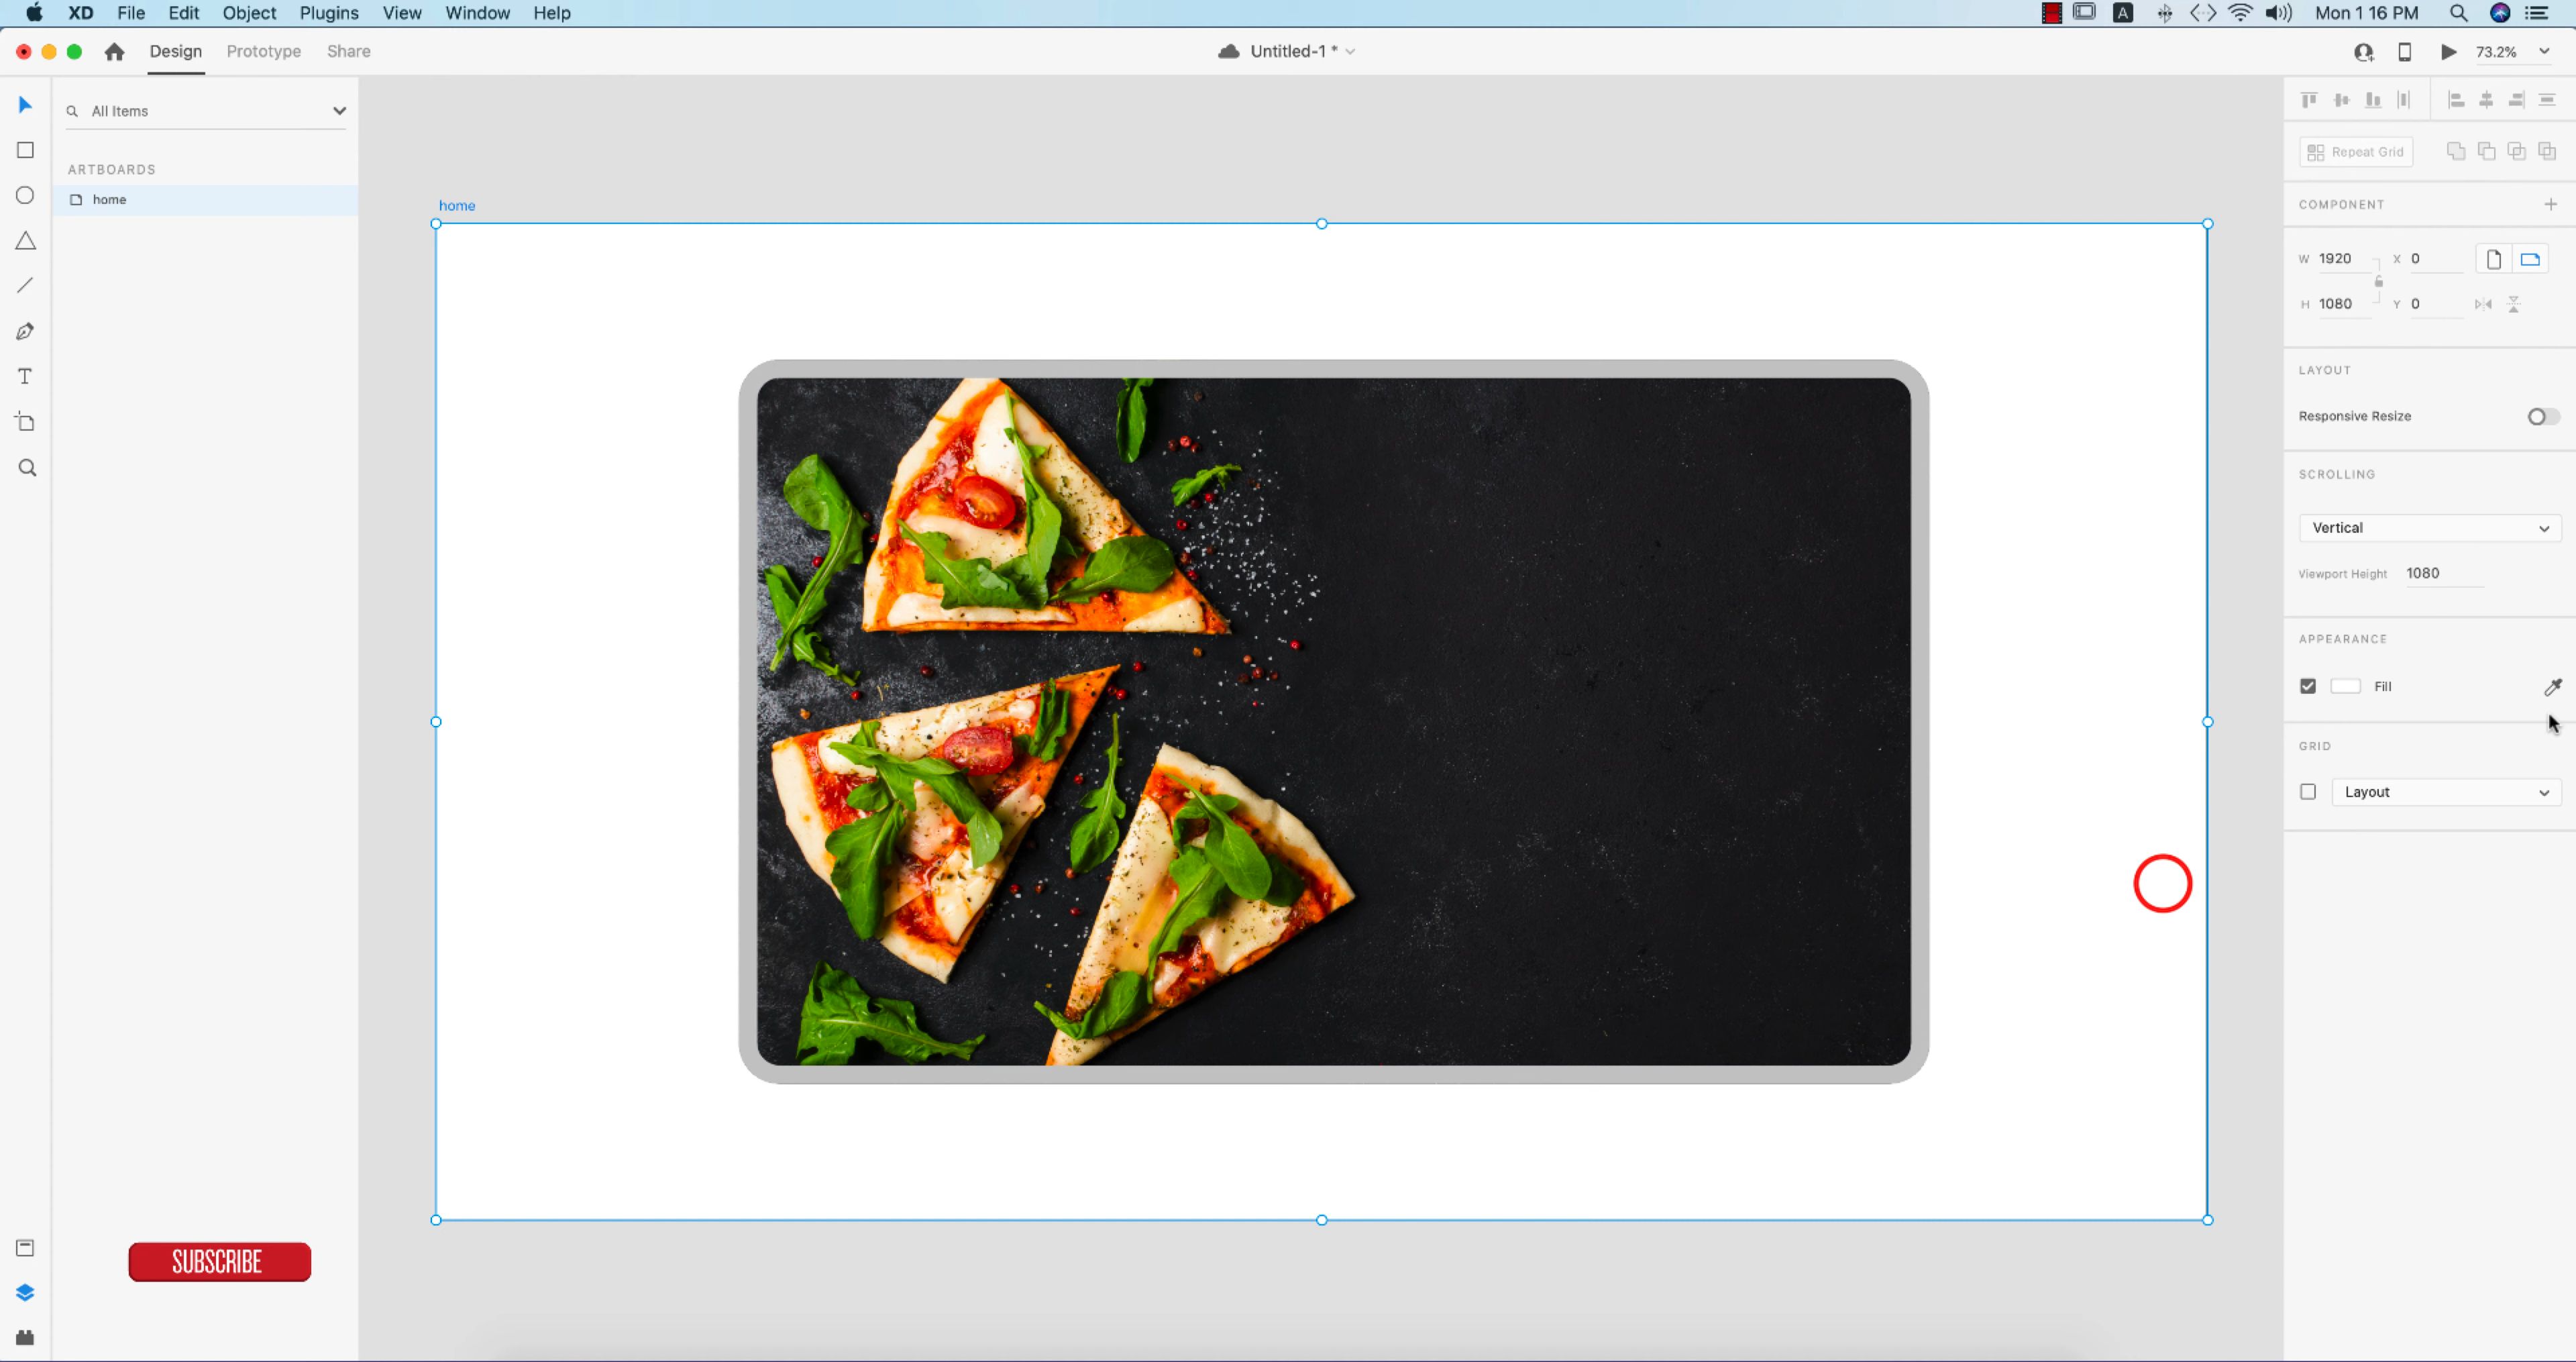 XD File Edit Object Plugins View Window Help
A Mon 1 16 PM
Design Prototype Share
Untitled-1 *
73.2%
All Items
ARTBOARDS
home
home
Repeat Grid
COMPONENT
W 1920 X 0
H 1080 Y 0
LAYOUT
Responsive Resize
SCROLLING
Vertical
Viewport Height 1080
APPEARANCE
Fill
GRID
Layout
T
SUBSCRIBE